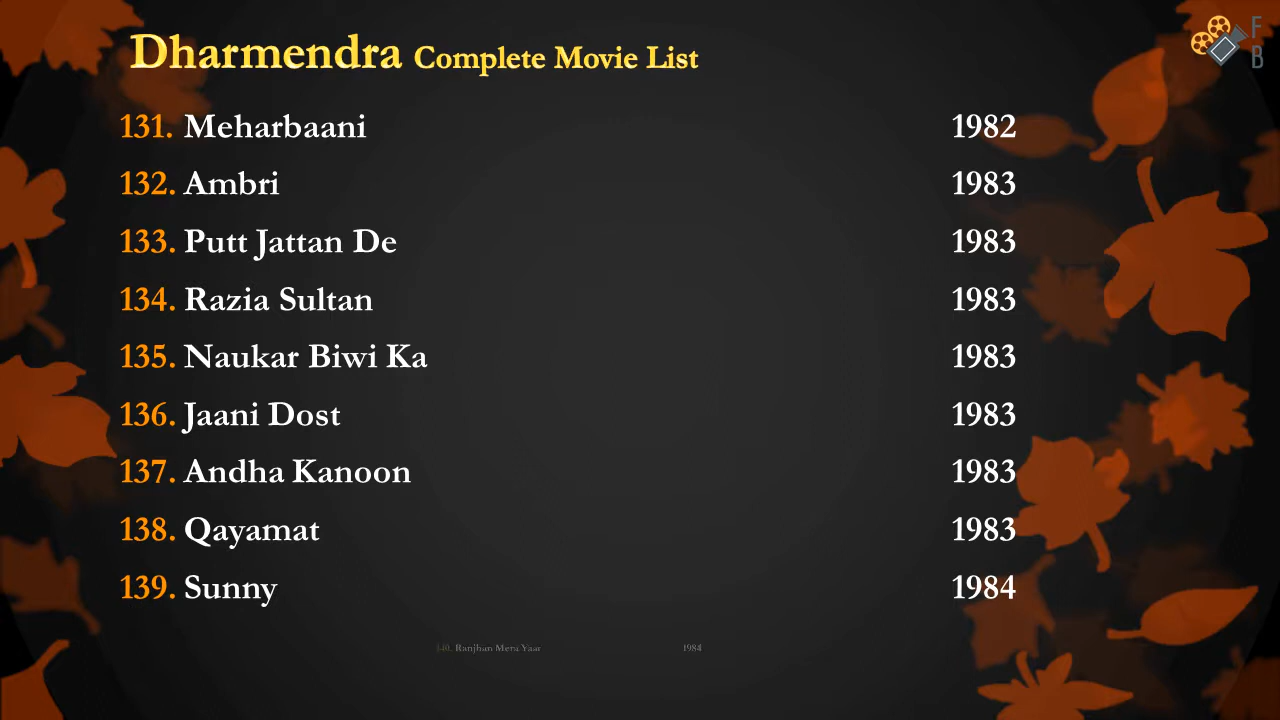 Dharmendra Complete Movie List
F
B
131. Meharbaani 1982
132. Ambri 1983
133. Putt Jattan De 1983
134. Razia Sultan 1983
135. Naukar Biwi Ka 1983
136. Jaani Dost 1983
137. Andha Kanoon 1983
138. Qayamat 1983
139. Sunny 1984
140. Ranjhan Mera Yaar 1984